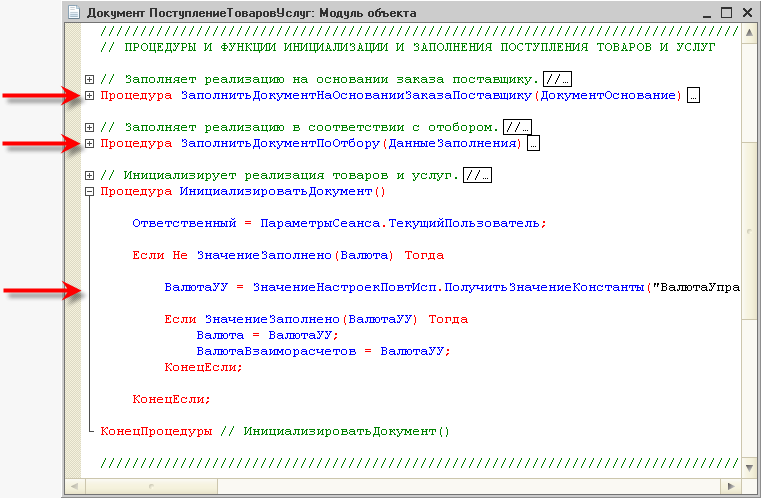 Документ ПоступлениеТоваровУслуг: Модуль объекта
////////////////////////////////////////////////////////////////////////////////
// ПРОЦЕДУРЫ И ФУНКЦИИ ИНИЦИАЛИЗАЦИИ И ЗАПОЛНЕНИЯ ПОСТУПЛЕНИЯ ТОВАРОВ И УСЛУГ
// Заполняет реализацию на основании заказа поставщику. //…
Процедура ЗаполнитьДокументНаОснованииЗаказаПоставщику(ДокументОснование) …
// Заполняет реализацию в соответствии с отобором. //…
Процедура ЗаполнитьДокументПоОтбору(ДанныеЗаполнения) …
// Инициализирует реализация товаров и услуг. //…
Процедура ИнициализироватьДокумент()
Ответственный = ПараметрыСеанса.ТекущийПользователь;
Если Не ЗначениеЗаполнено(Валюта) Тогда
ВалютаУУ = ЗначениеНастроекПовтИсп.ПолучитьЗначениеКонстанты("ВалютаУпра
Если ЗначениеЗаполнено(ВалютаУУ) Тогда
Валюта = ВалютаУУ;
ВалютаВзаиморасчетов = ВалютаУУ;
КонецЕсли;
КонецЕсли;
КонецПроцедуры // ИнициализироватьДокумент()
////////////////////////////////////////////////////////////////////////////////